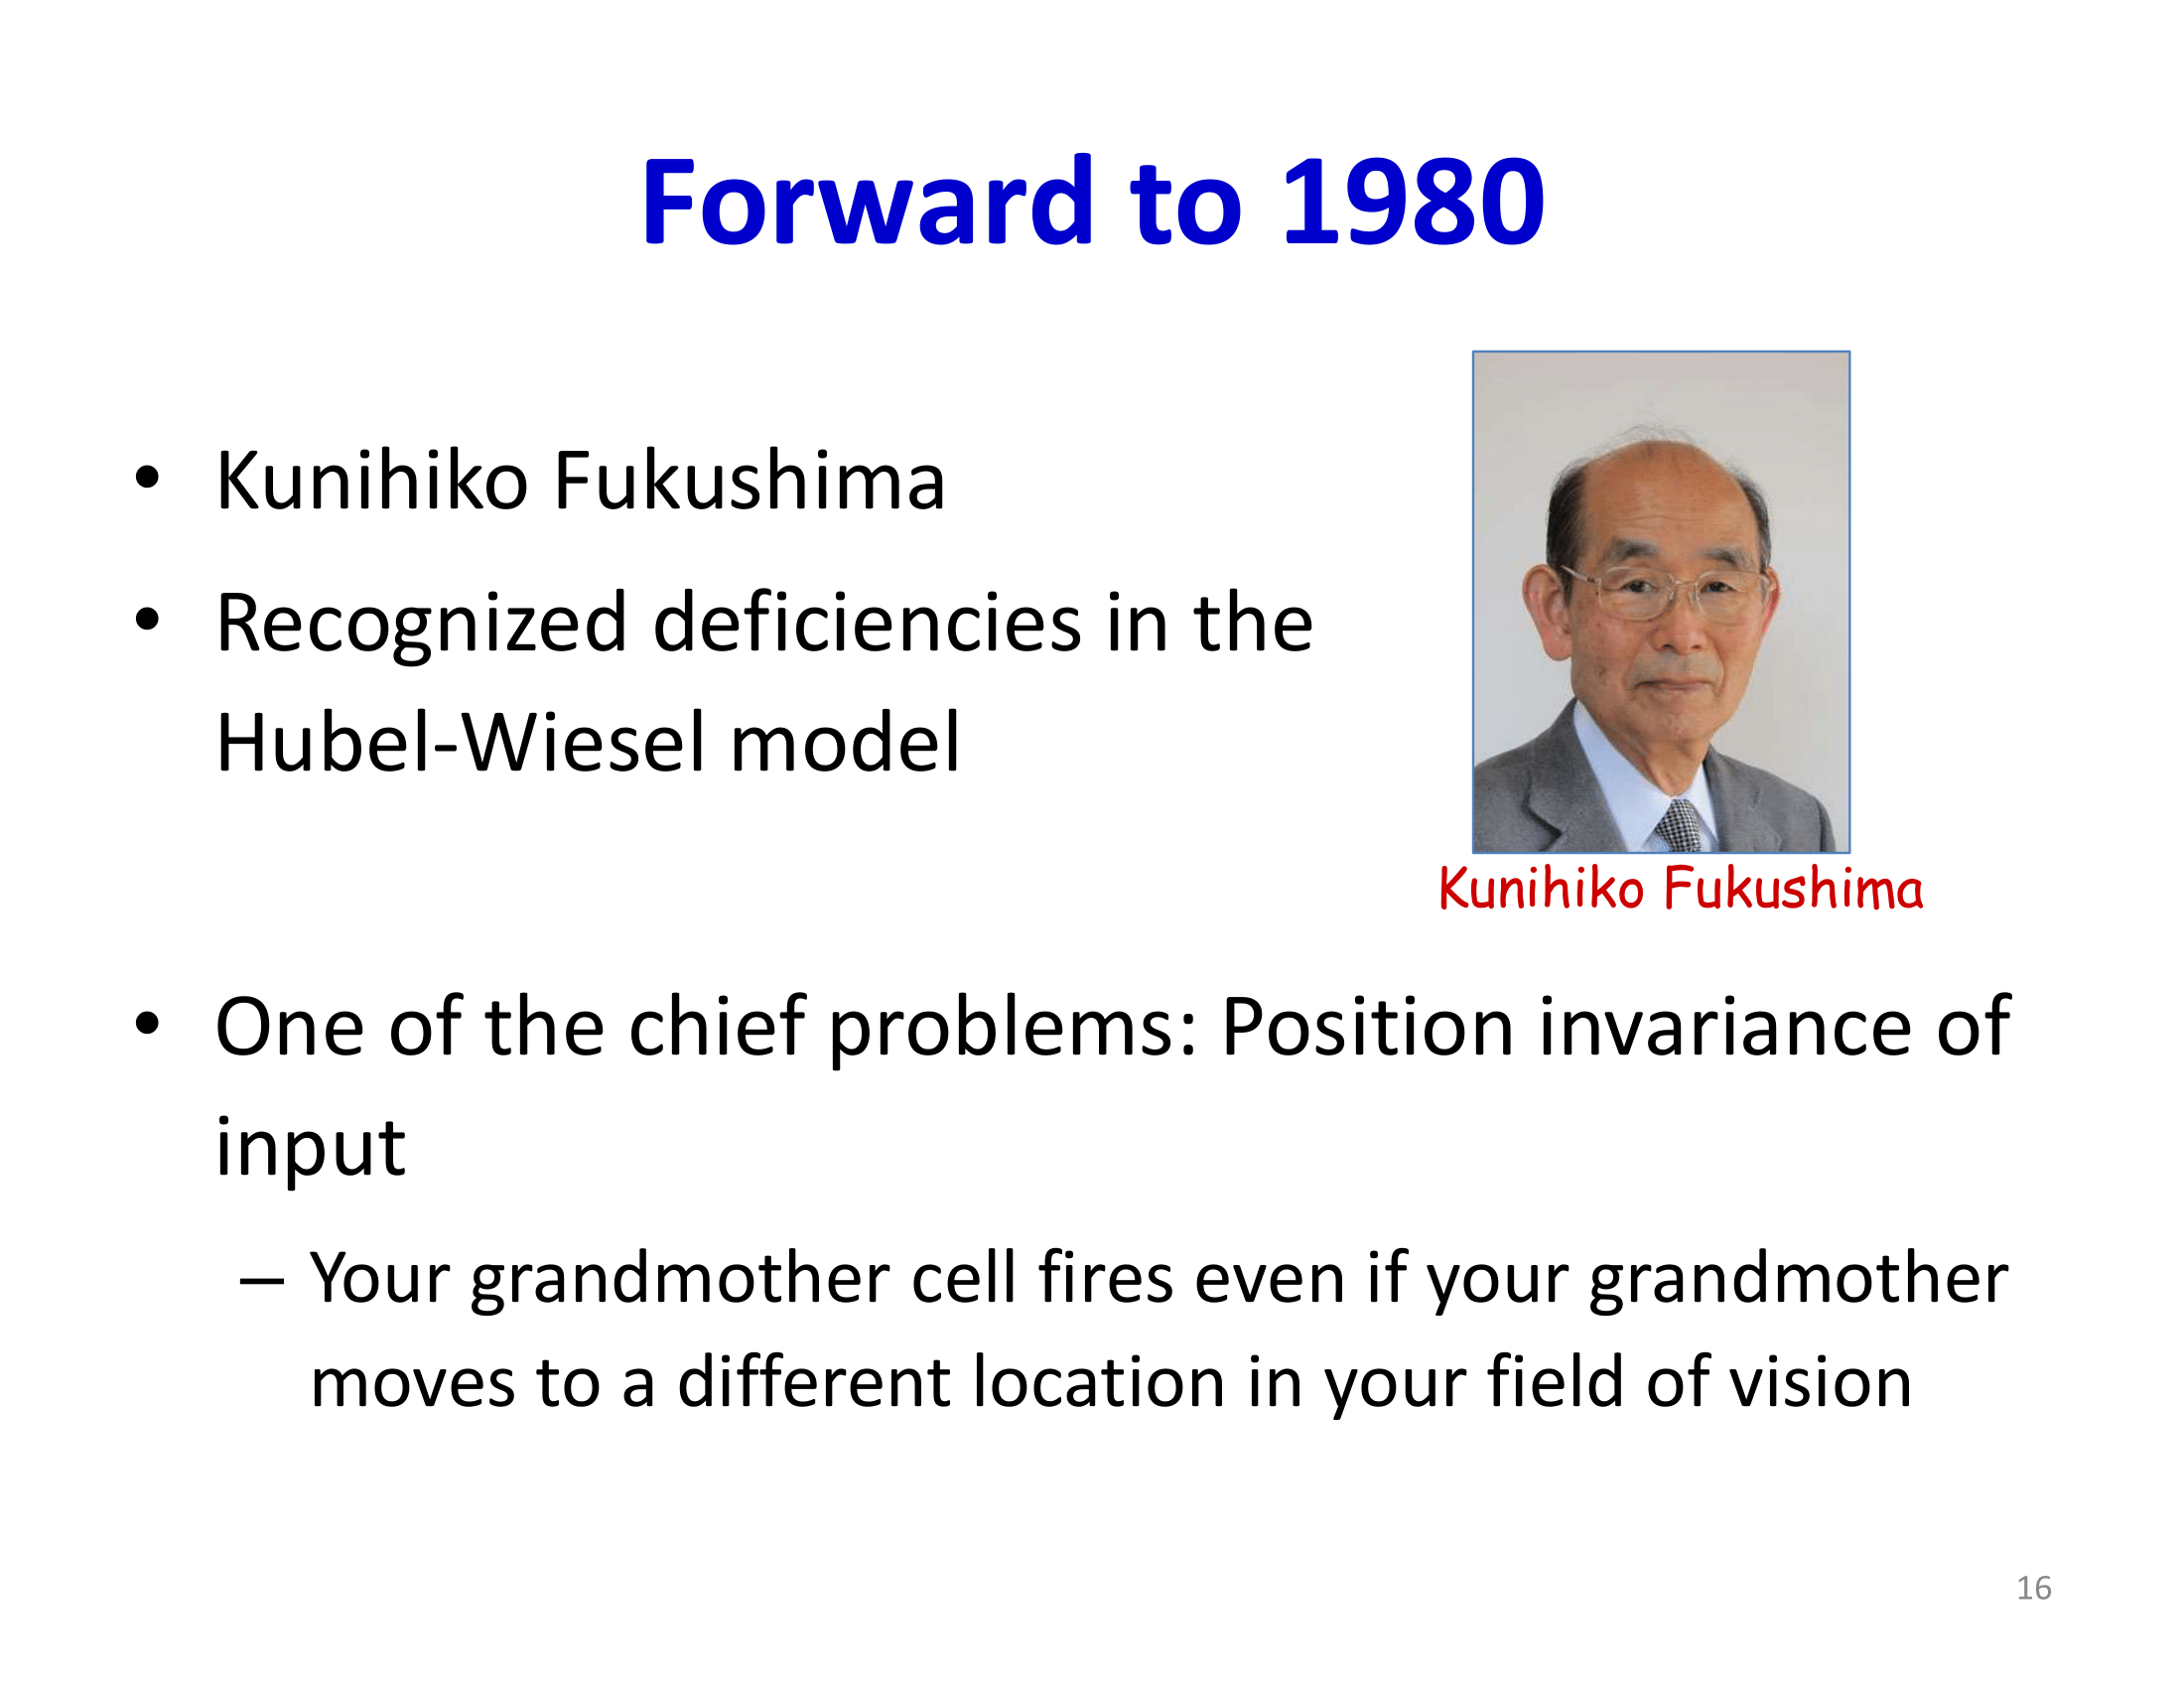 Forward to 1980
• Kunihiko Fukushima
• Recognized deficiencies in the
Hubel-Wiesel model
Kunihiko Fukushima
• One of the chief problems: Position invariance of
input
– Your grandmother cell fires even if your grandmother
moves to a different location in your field of vision
16